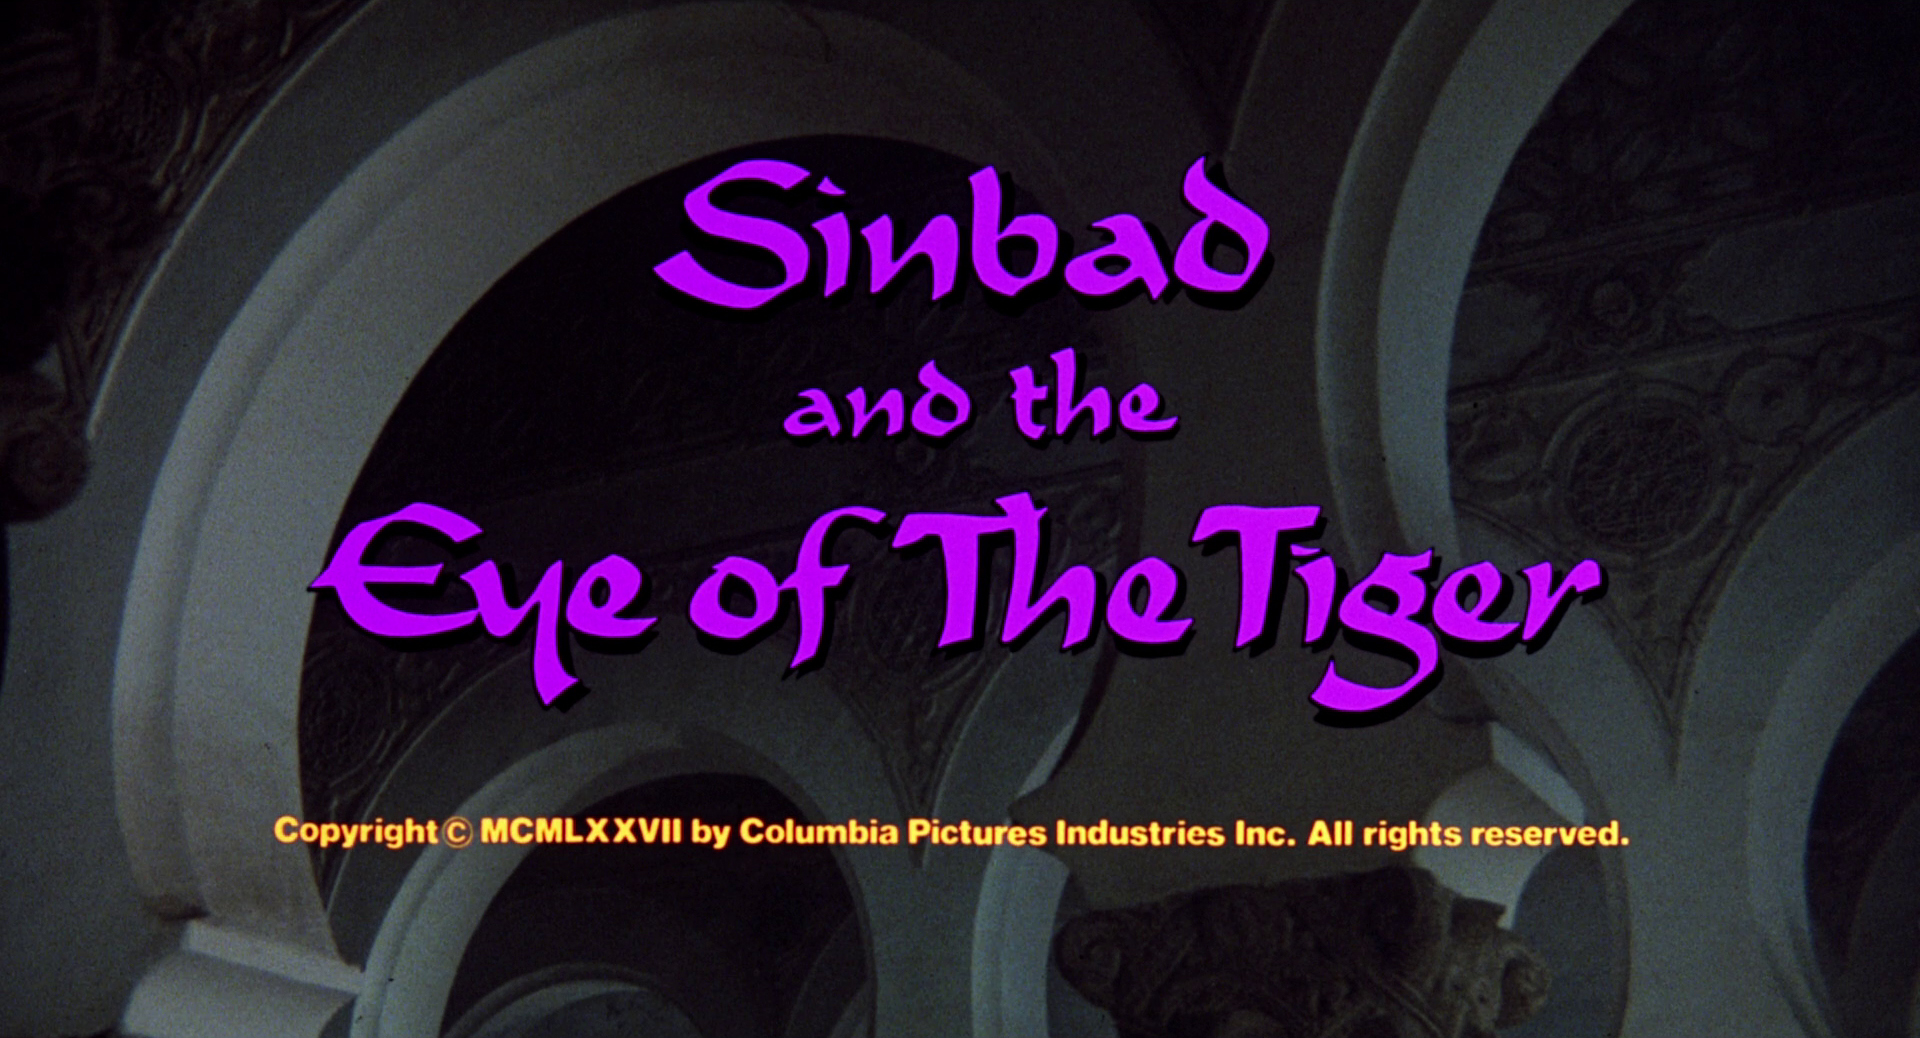 Sinbad
and the
Eye of The Tiger
Copyright © MCMLXXVII by Columbia Pictures Industries Inc. All rights reserved.